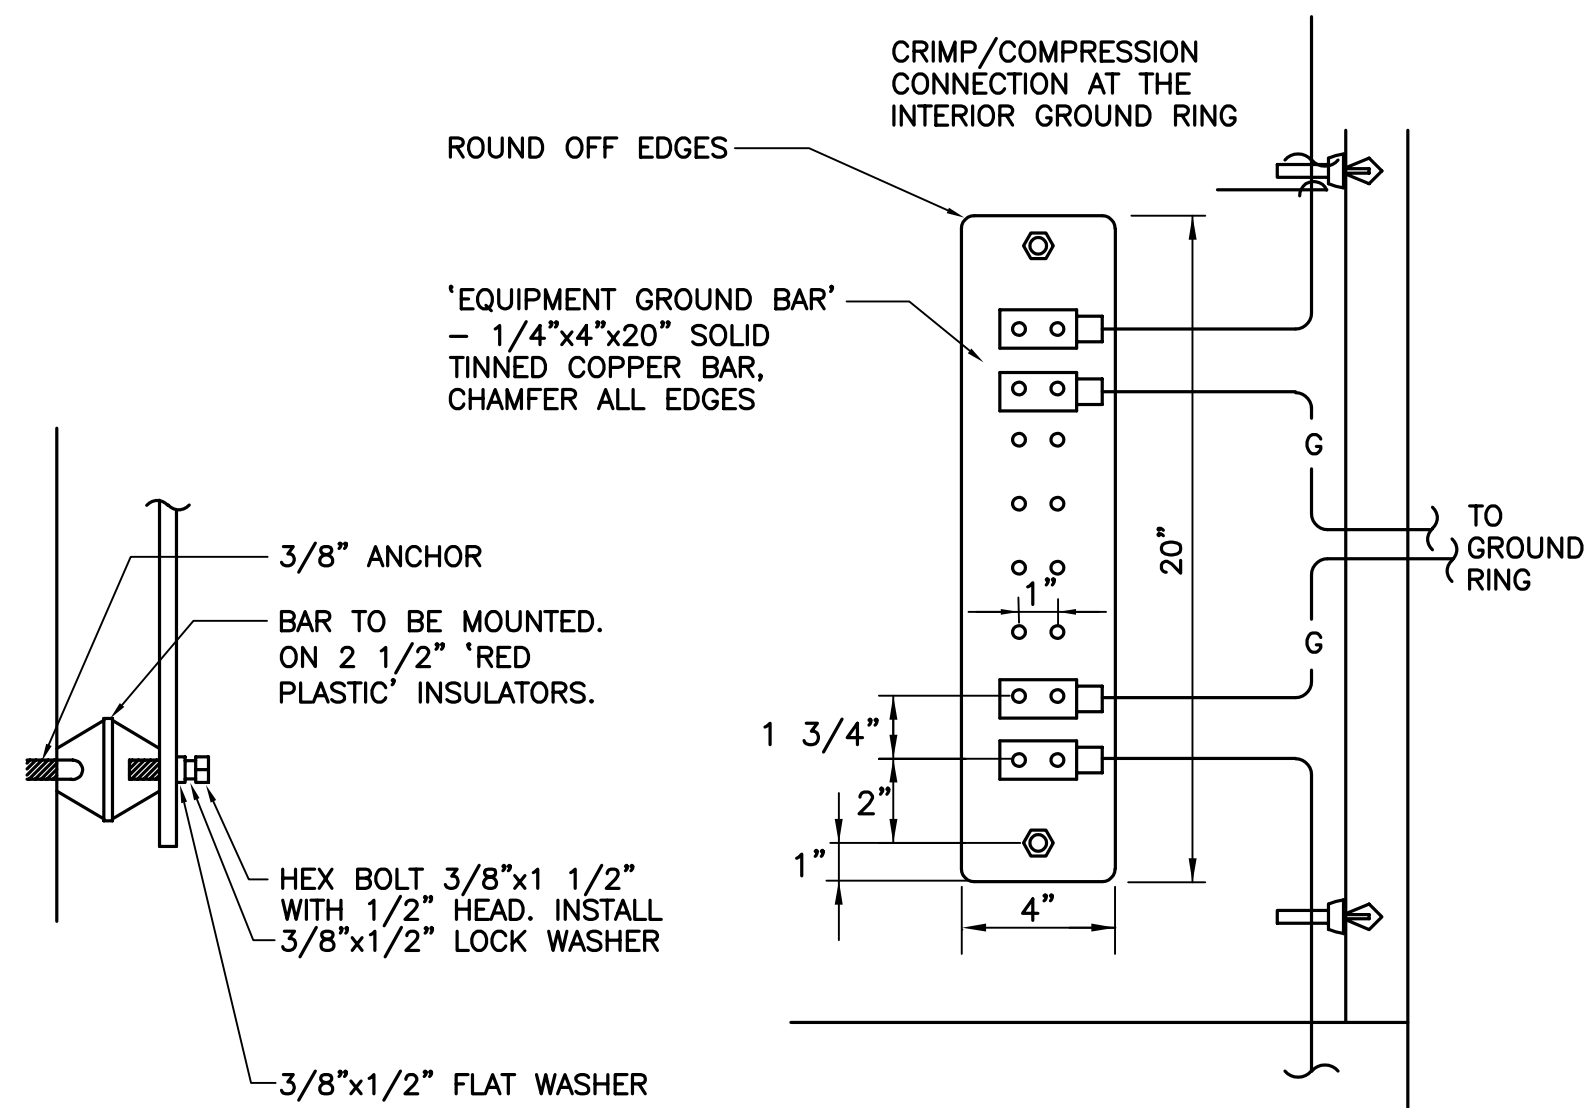 CRIMP/COMPRESSION
CONNECTION AT THE
INTERIOR GROUND RING
ROUND OFF EDGES
‘EQUIPMENT GROUND BAR’
– 1/4”x4”x20” SOLID
TINNED COPPER BAR,
CHAMFER ALL EDGES
G
20”
TO
GROUND
RING
3/8” ANCHOR
1”
BAR TO BE MOUNTED.
ON 2 1/2” ‘RED
PLASTIC’ INSULATORS.
G
1 3/4”
2”
1”
4”
HEX BOLT 3/8”x1 1/2”
WITH 1/2” HEAD. INSTALL
3/8”x1/2” LOCK WASHER
3/8”x1/2” FLAT WASHER